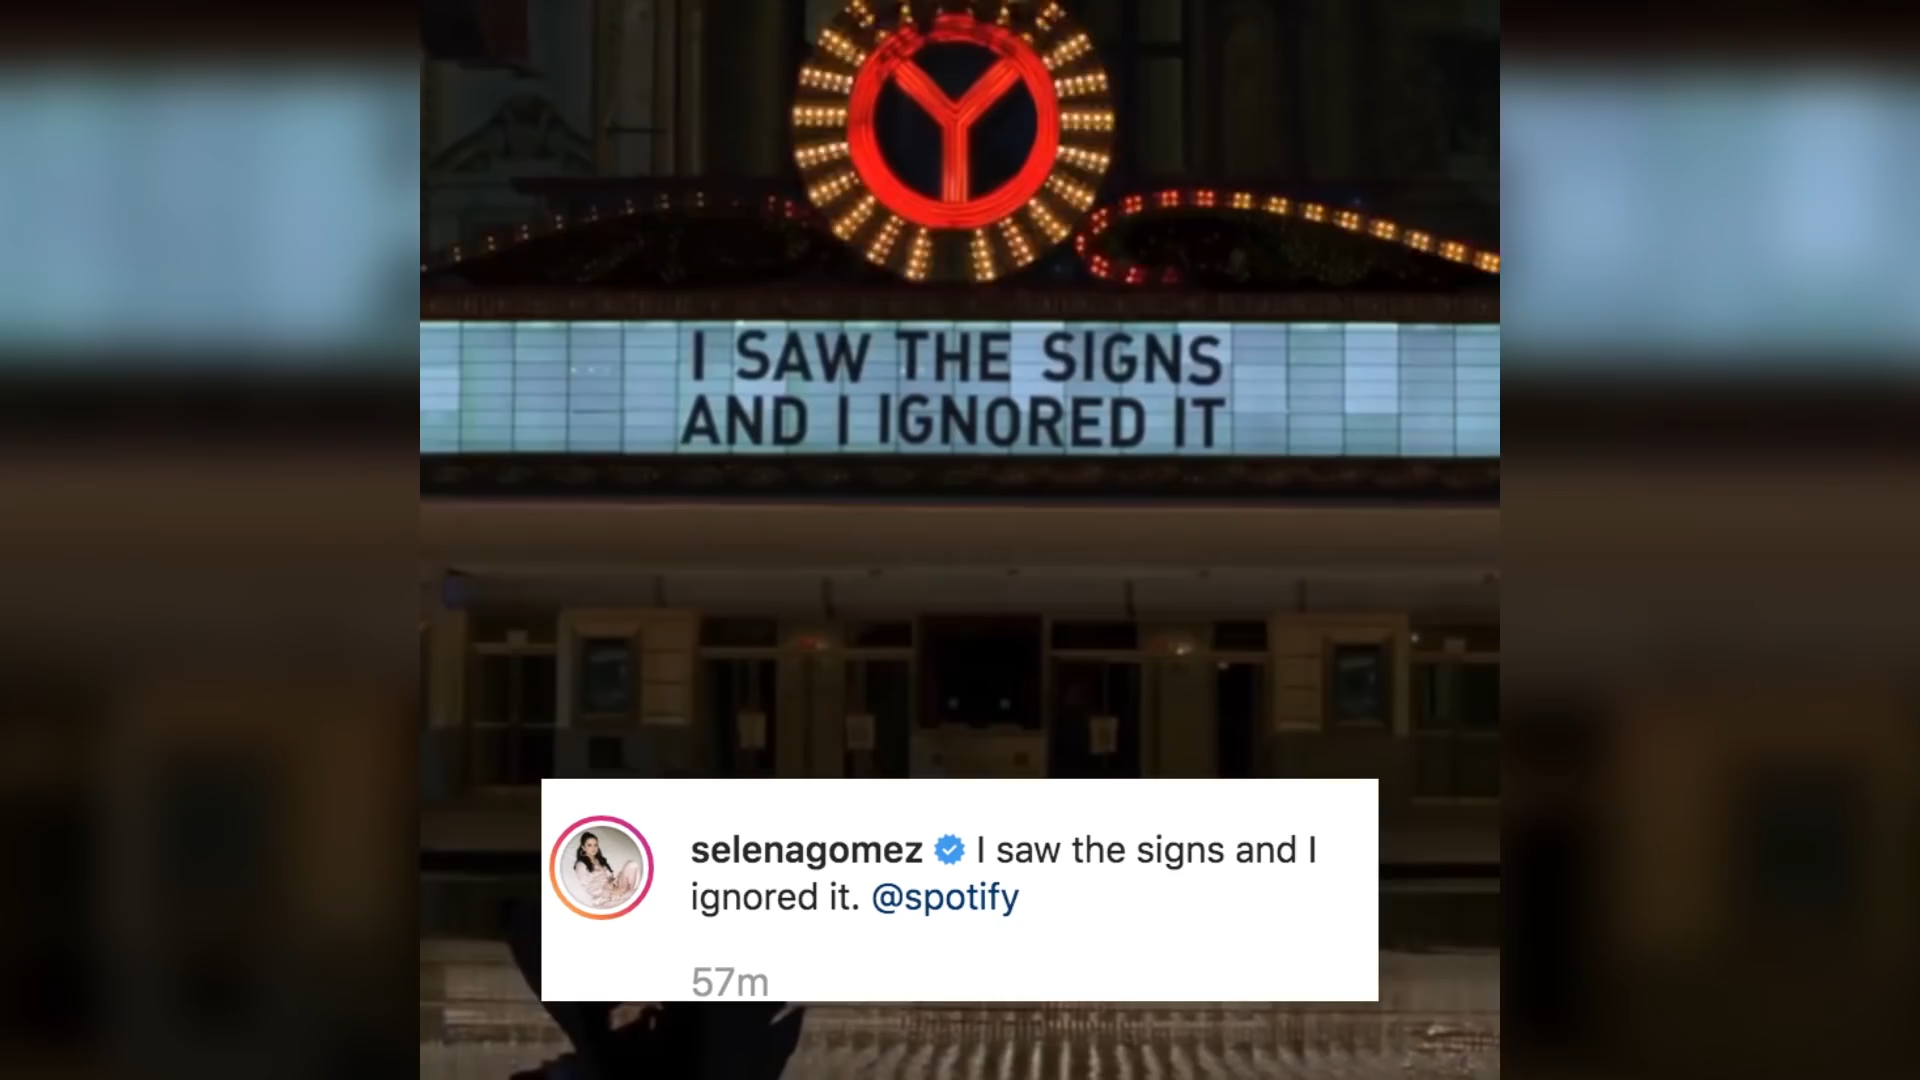 Y
I SAW THE SIGNS
AND I IGNORED IT
selenagomez I saw the signs and I
ignored it. @spotify
57m